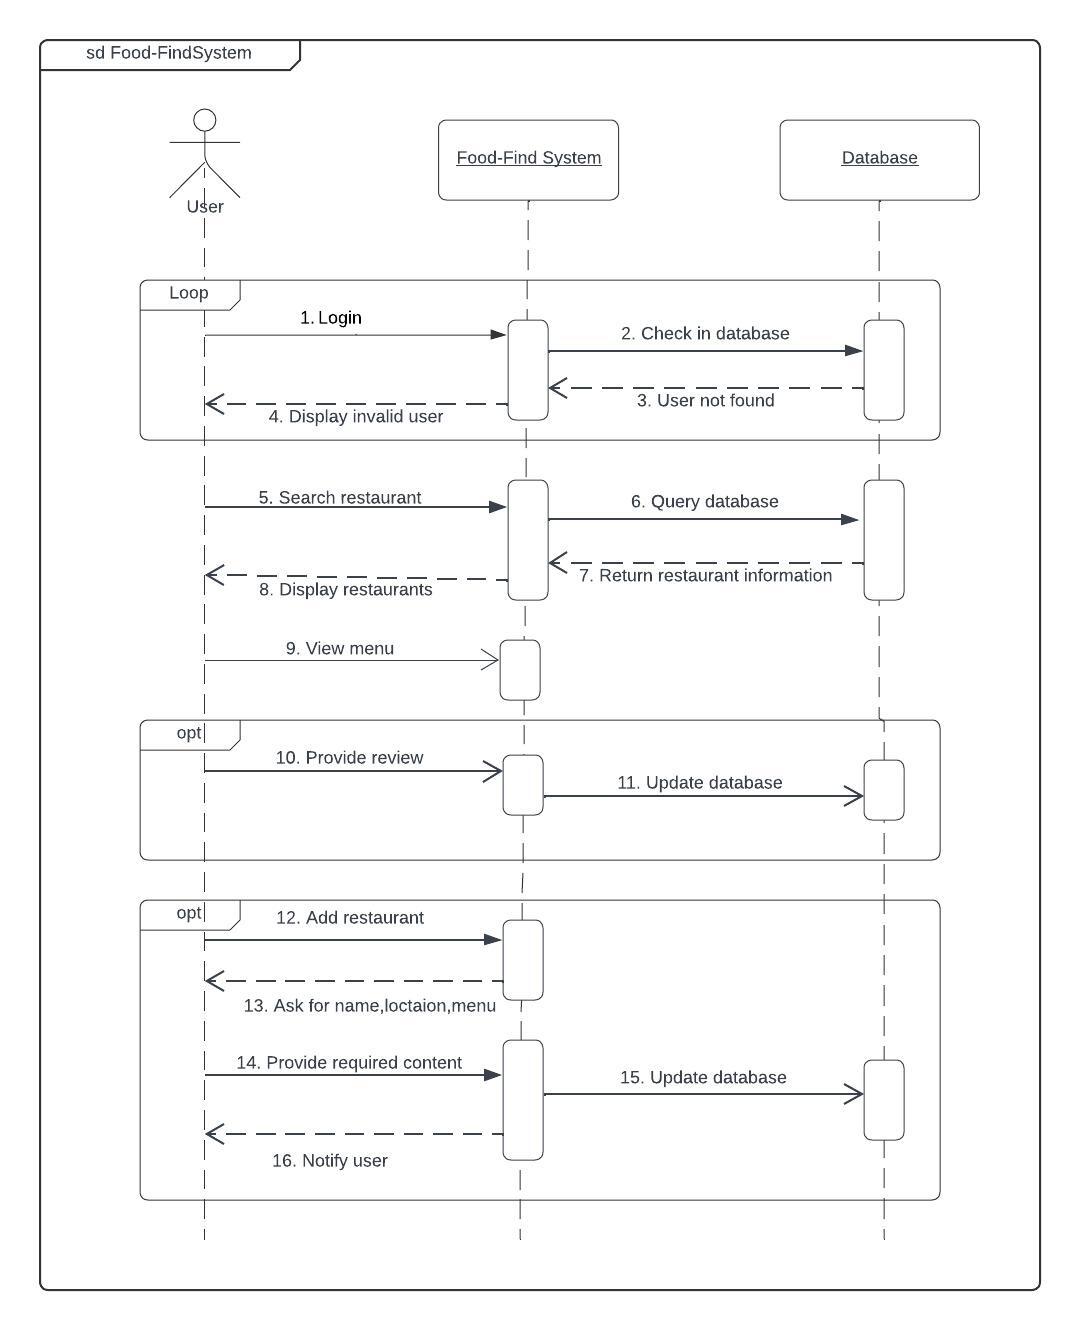 sd Food-FindSystem
User
Food-Find System
Database
Loop
1. Login
2. Check in database
3. User not found
4. Display invalid user
5. Search restaurant
6. Query database
7. Return restaurant information
8. Display restaurants
9. View menu
opt
10. Provide review
11. Update database
opt
12. Add restaurant
13. Ask for name,loctaion,menu
14. Provide required content
15. Update database
16. Notify user